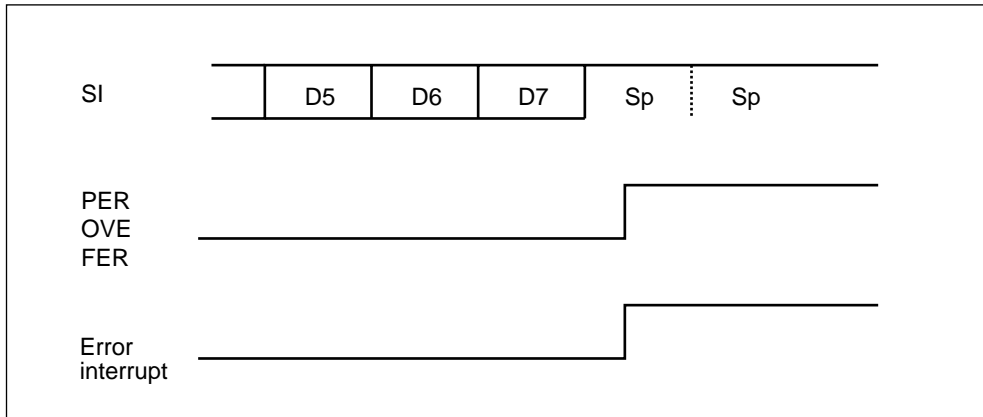 SI
D5 D6 D7 Sp Sp
PER
OVE
FER
Error
interrupt